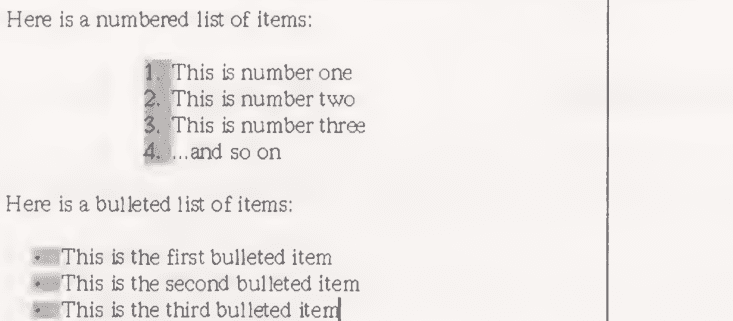 Here is a numbered list of items:
1. This is number one
2. This is number two
3. This is number three
4. ...and so on
Here is a bulleted list of items:
• This is the first bulleted item
• This is the second bulleted item
• This is the third bulleted item